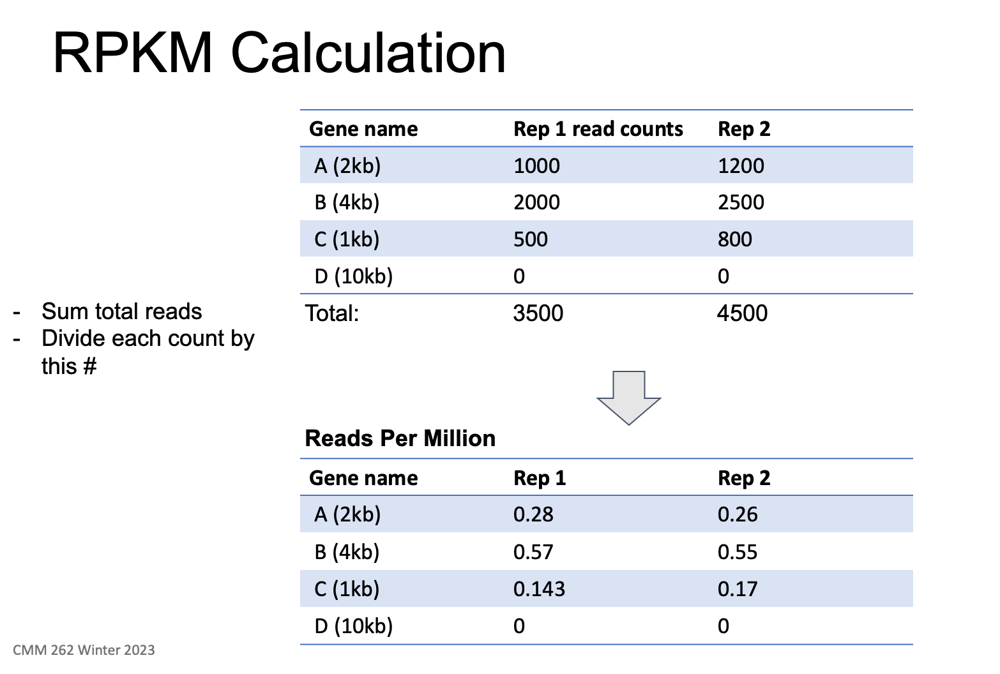 RPKM Calculation
Gene name Rep 1 read counts Rep 2
A (2kb) 1000 1200
B (4kb) 2000 2500
C (1kb) 500 800
D (10kb) 0 0
Total: 3500 4500
- Sum total reads
- Divide each count by
this #
Reads Per Million
Gene name Rep 1 Rep 2
A (2kb) 0.28 0.26
B (4kb) 0.57 0.55
C (1kb) 0.143 0.17
D (10kb) 0 0
CMM 262 Winter 2023